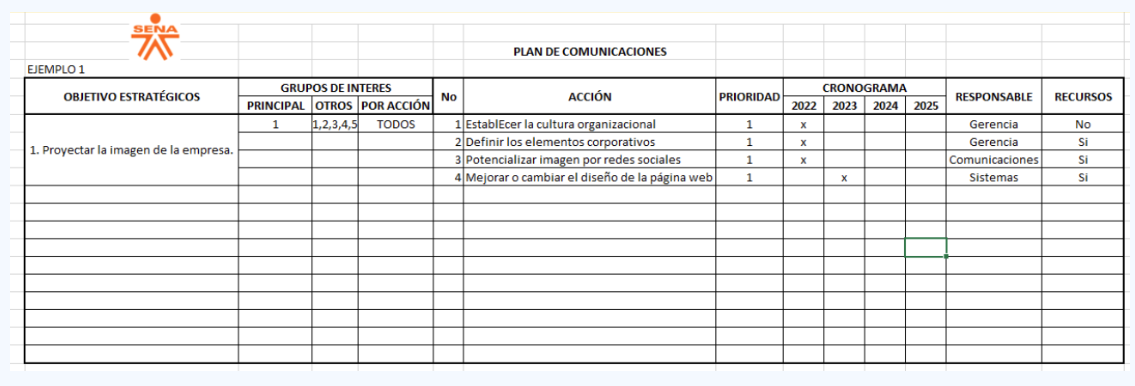 SENA
PLAN DE COMUNICACIONES
EJEMPLO 1
OBJETIVO ESTRATÉGICOS GRUPOS DE INTERES No ACCIÓN PRIORIDAD CRONOGRAMA RESPONSABLE RECURSOS
PRINCIPAL OTROS POR ACCIÓN 2022 2023 2024 2025
1. Proyectar la imagen de la empresa.
1 1,2,3,4,5 TODOS 1 EstablEcer la cultura organizacional 1 x Gerencia No
2 Definir los elementos corporativos 1 x Gerencia Si
3 Potencializar imagen por redes sociales 1 x Comunicaciones Si
4 Mejorar o cambiar el diseño de la página web 1 x Sistemas Si